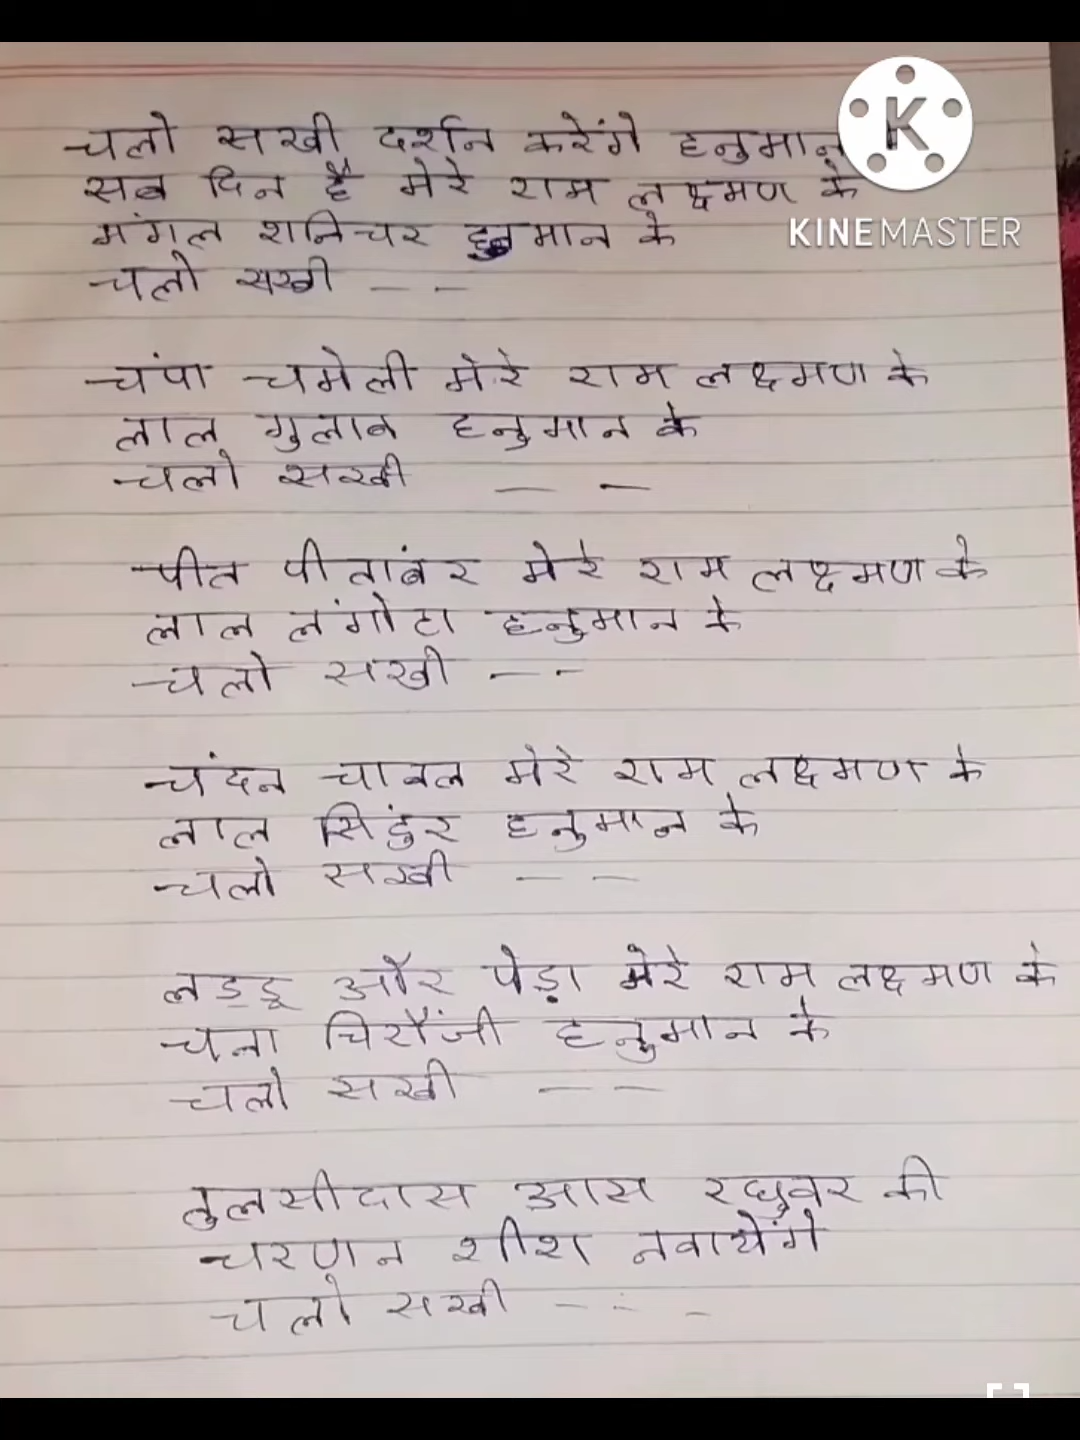 चलो सखी दर्शन करेंगे हनुमान
सब दिन है मेरे राम लक्ष्मण के
मंगल शनिचर हनुमान के
चलो सखी - -
चंपा चमेली मेरे राम लक्ष्मण के
लाल गुलाब हनुमान के
चलो सखी - -
पीत पीतांबर मेरे राम लक्ष्मण के
लाल लंगोटा हनुमान के
चलो सखी - -
चंदन चावल मेरे राम लक्ष्मण के
लाल सिंदुर हनुमान के
चलो सखी - -
लड्डू और पेड़ा मेरे राम लक्ष्मण के
चना चिरौंजी हनुमान के
चलो सखी - -
तुलसीदास आस रघुवर की
चरणन शीश नवायेंगे
चलो सखी - - -
K
KINEMASTER